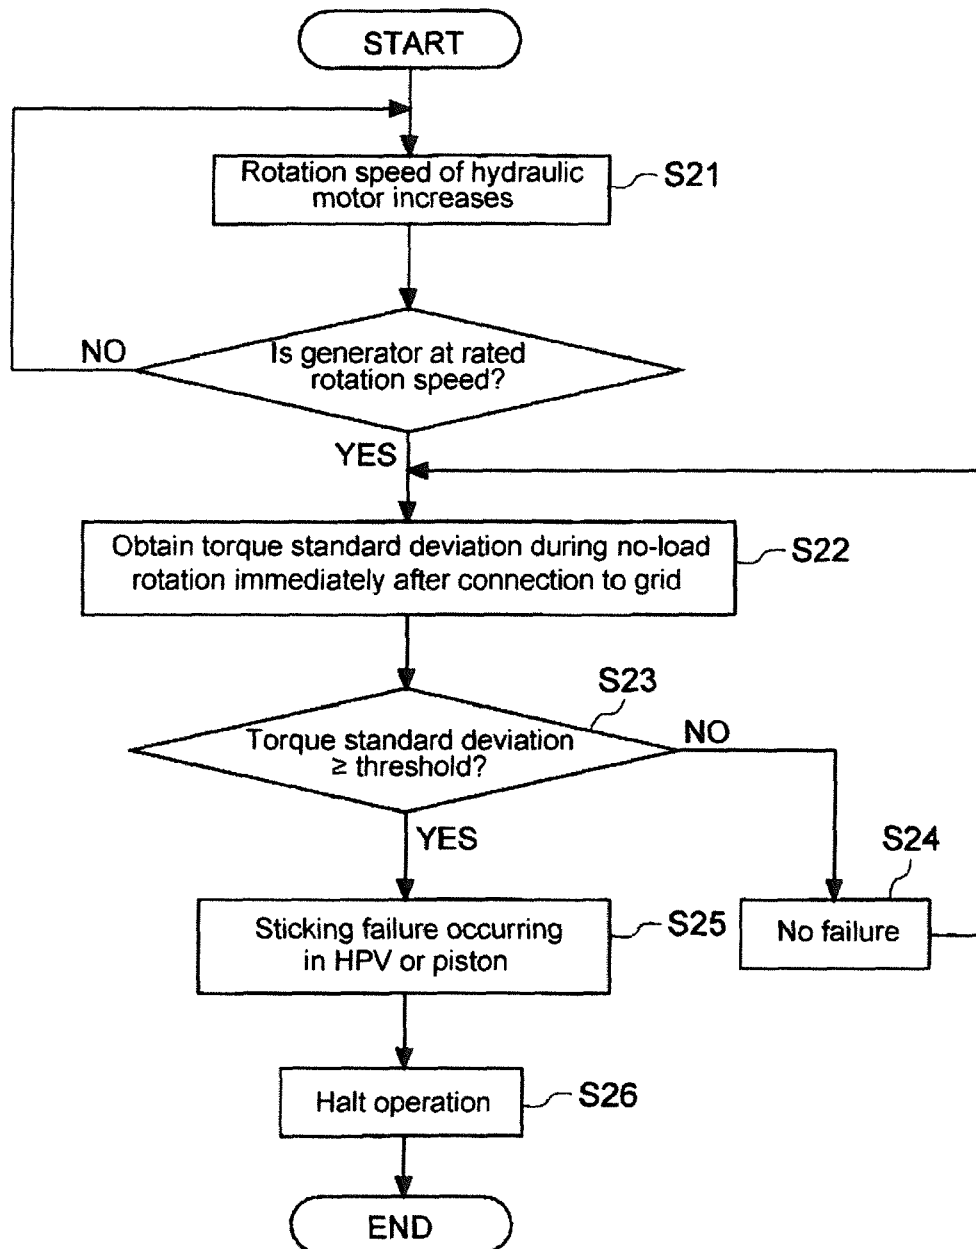 START
Rotation speed of hydraulic
motor increases
S21
Is generator at rated
rotation speed?
NO
YES
Obtain torque standard deviation during no-load
rotation immediately after connection to grid
S22
Torque standard deviation
≥ threshold?
S23
NO
YES
No failure
S24
Sticking failure occurring
in HPV or piston
S25
Halt operation
S26
END